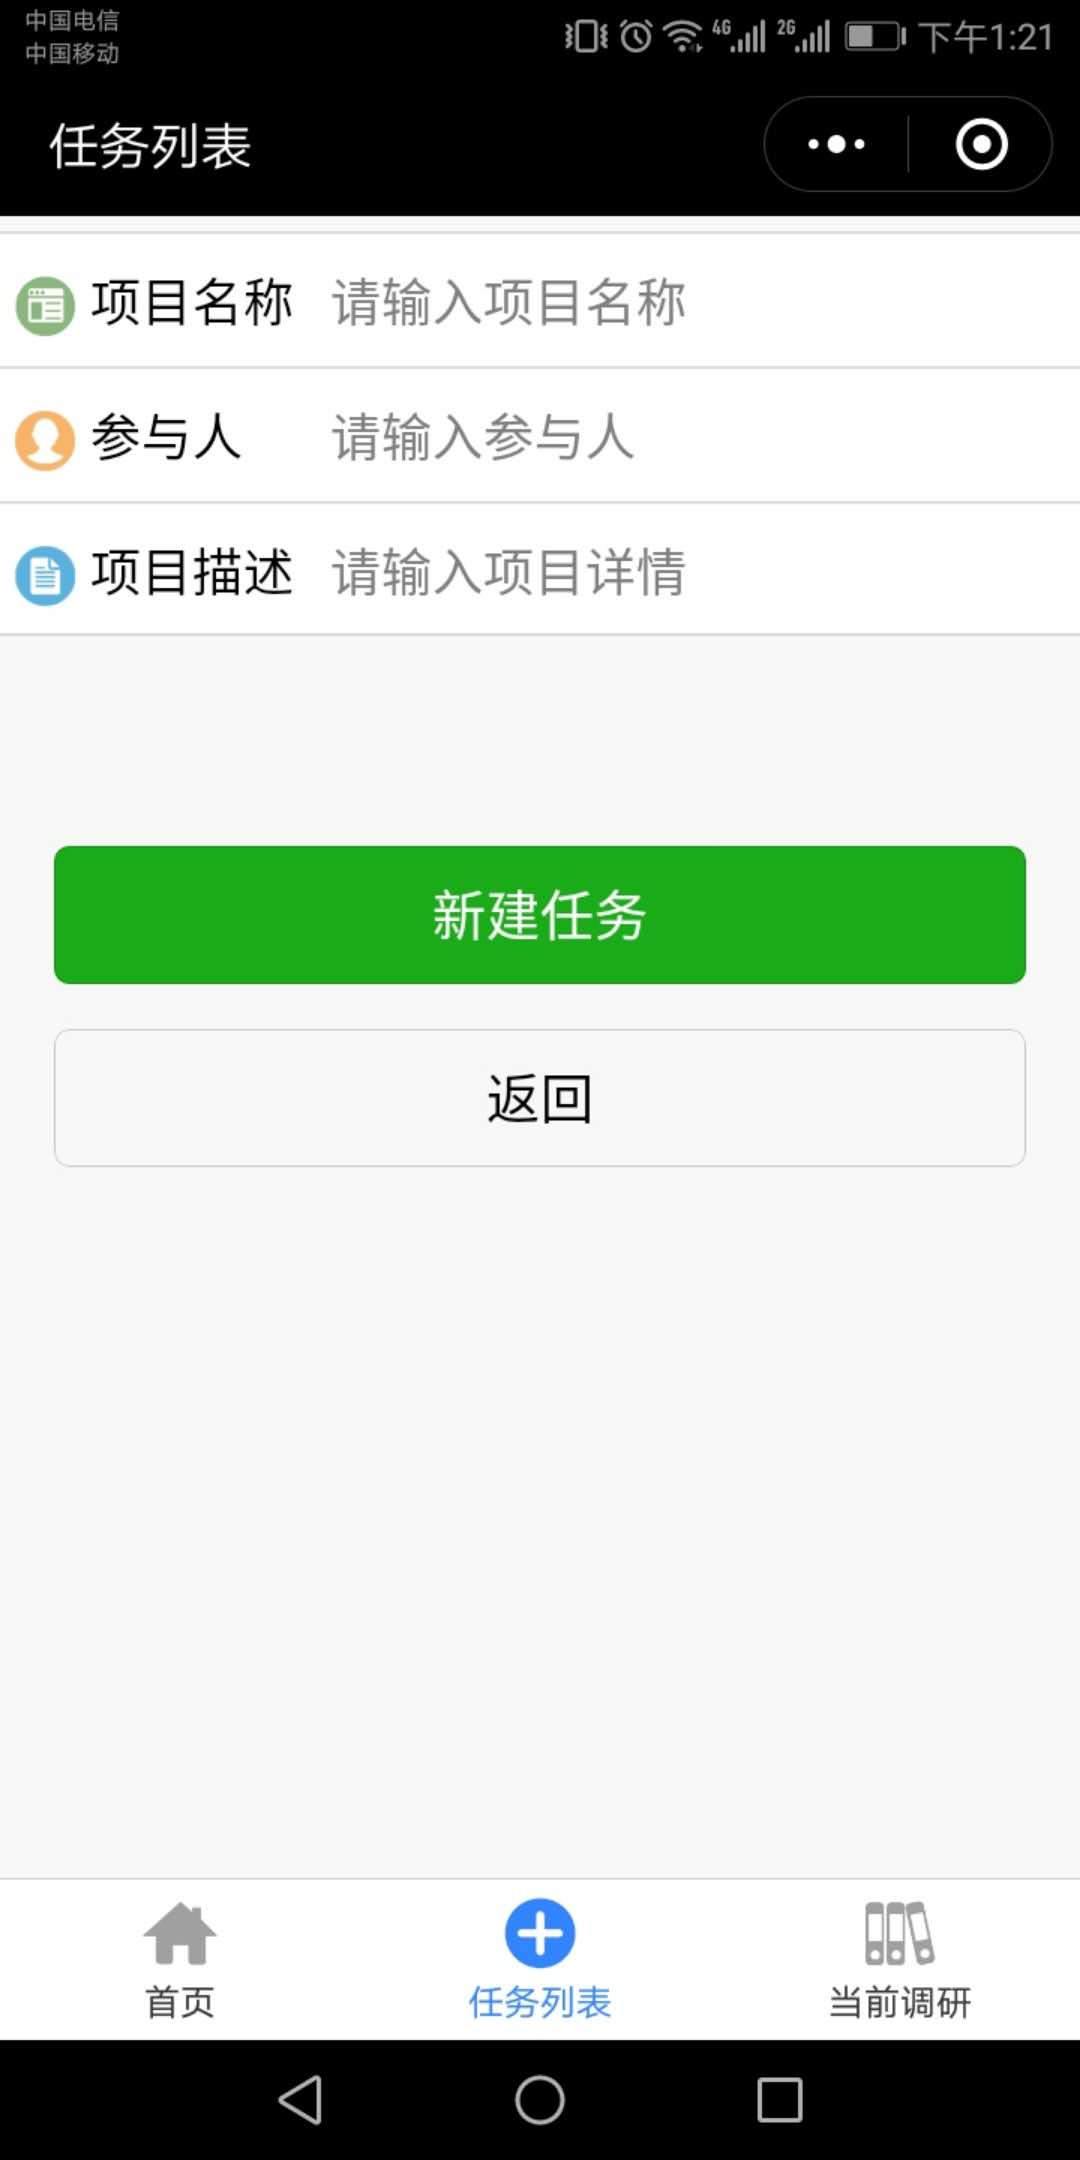 中国电信
中国移动
4G 2G 下午1:21
任务列表
项目名称 请输入项目名称
参与人 请输入参与人
项目描述 请输入项目详情
新建任务
返回
首页 任务列表 当前调研